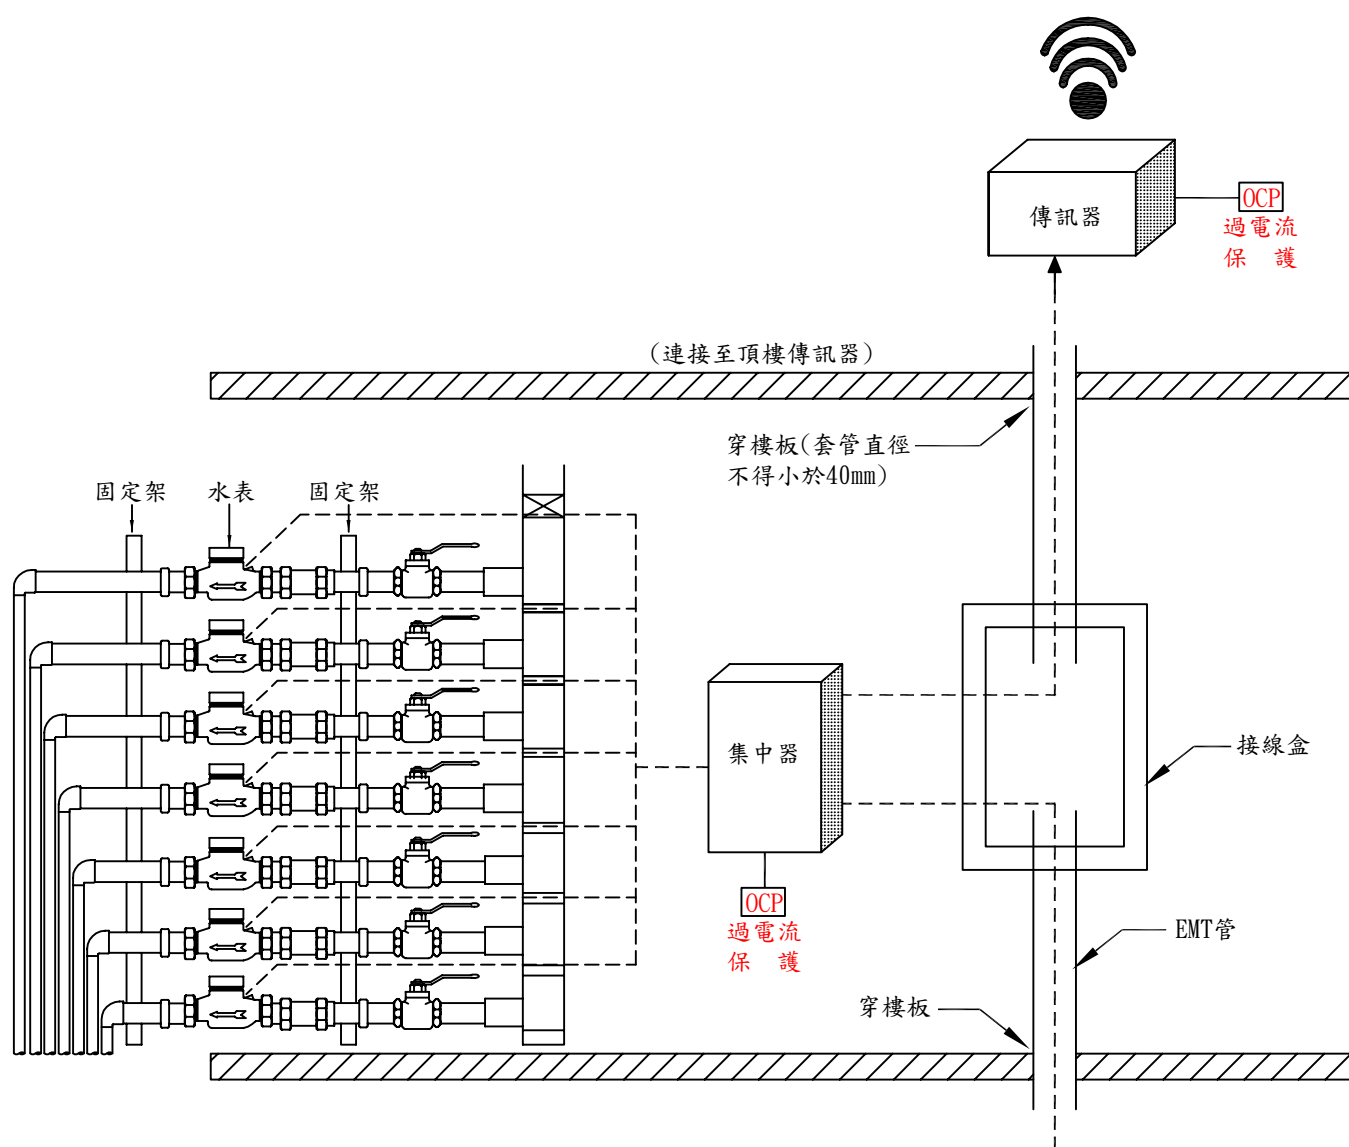 傳訊器
OCP
過電流
保 護
(連接至頂樓傳訊器)
穿樓板(套管直徑
不得小於40mm)
固定架
水表
固定架
集中器
接線盒
OCP
過電流
保 護
EMT管
穿樓板